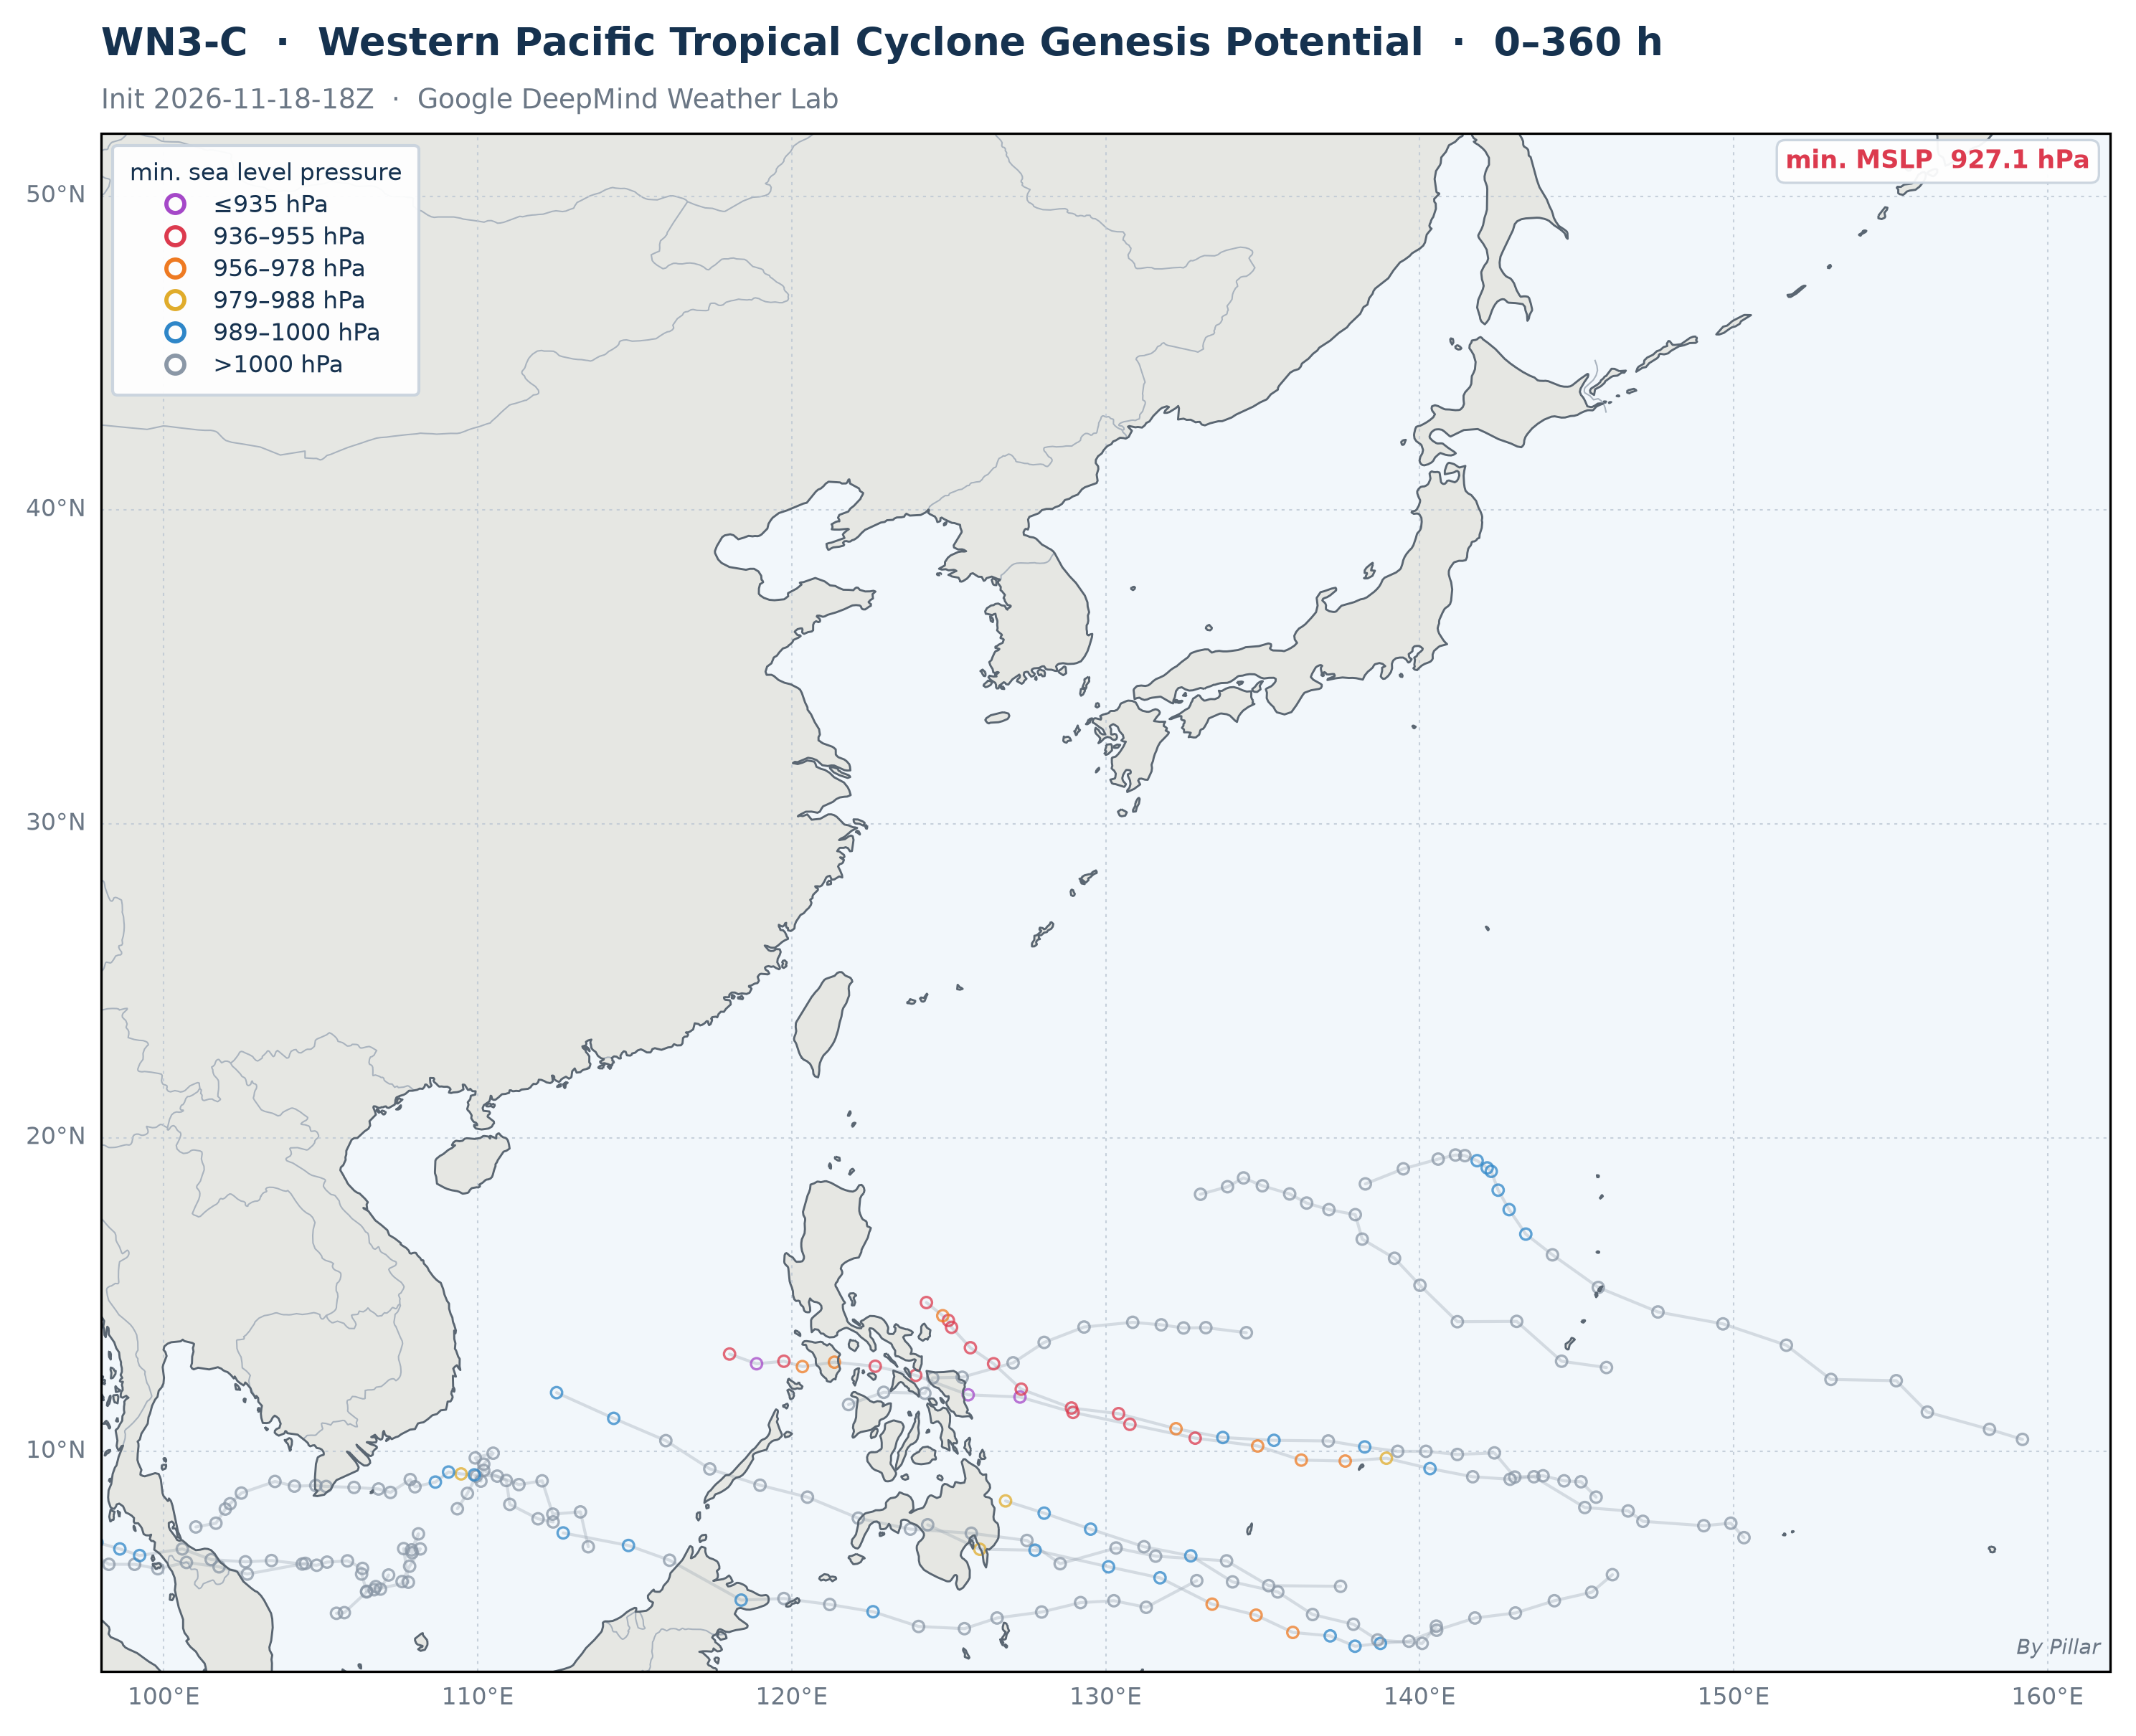 WN3-C · Western Pacific Tropical Cyclone Genesis Potential · 0–360 h
Init 2026-11-18-18Z · Google DeepMind Weather Lab
min. sea level pressure
≤935 hPa
936–955 hPa
956–978 hPa
979–988 hPa
989–1000 hPa
>1000 hPa
min. MSLP 927.1 hPa
50°N
40°N
30°N
20°N
10°N
By Pillar
100°E 110°E 120°E 130°E 140°E 150°E 160°E